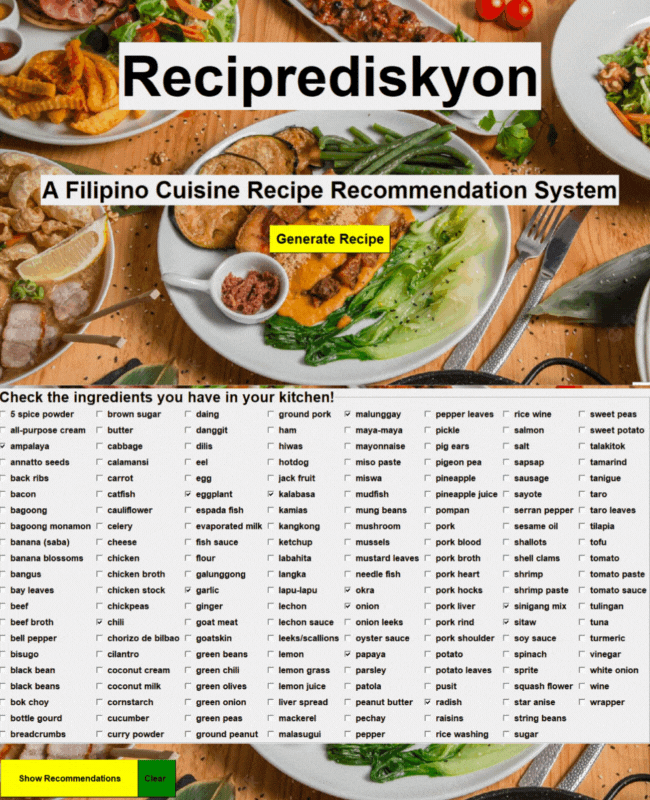 Reciprediskyon
A Filipino Cuisine Recipe Recommendation System
Generate Recipe
Check the ingredients you have in your kitchen!
5 spice powder brown sugar daing ground pork malunggay pepper leaves rice wine sweet peas
all-purpose cream butter danggit ham maya-maya pickle salmon sweet potato
ampalaya cabbage dilis hiwas mayonnaise pig ears salt talakitok
annatto seeds calamansi eel hotdog miso paste pigeon pea sapsap tamarind
back ribs carrot egg jack fruit miswa pineapple sausage tanigue
bacon catfish eggplant kalabasa mudfish pineapple juice sayote taro
bagoong cauliflower espada fish kamias mung beans pompan serran pepper taro leaves
bagoong monamon celery evaporated milk kangkong mushroom pork sesame oil tilapia
banana (saba) cheese fish sauce ketchup mussels pork blood shallots tofu
banana blossoms chicken flour labahita mustard leaves pork broth shell clams tomato
bangus chicken broth galunggong langka needle fish pork heart shrimp tomato paste
bay leaves chicken stock garlic lapu-lapu okra pork hocks shrimp paste tomato sauce
beef chickpeas ginger lechon onion pork liver sinigang mix tulingan
beef broth chili goat meat lechon sauce onion leeks pork rind sitaw tuna
bell pepper chorizo de bilbao goatskin leeks/scallions oyster sauce pork shoulder soy sauce turmeric
bisugo cilantro green beans lemon papaya potato spinach vinegar
black bean coconut cream green chili lemon grass parsley potato leaves sprite white onion
black beans coconut milk green olives lemon juice patola pusit squash flower wine
bok choy cornstarch green onion liver spread peanut butter radish star anise wrapper
bottle gourd cucumber green peas mackerel pechay raisins string beans
breadcrumbs curry powder ground peanut malasugui pepper rice washing sugar
Show Recommendations Clear